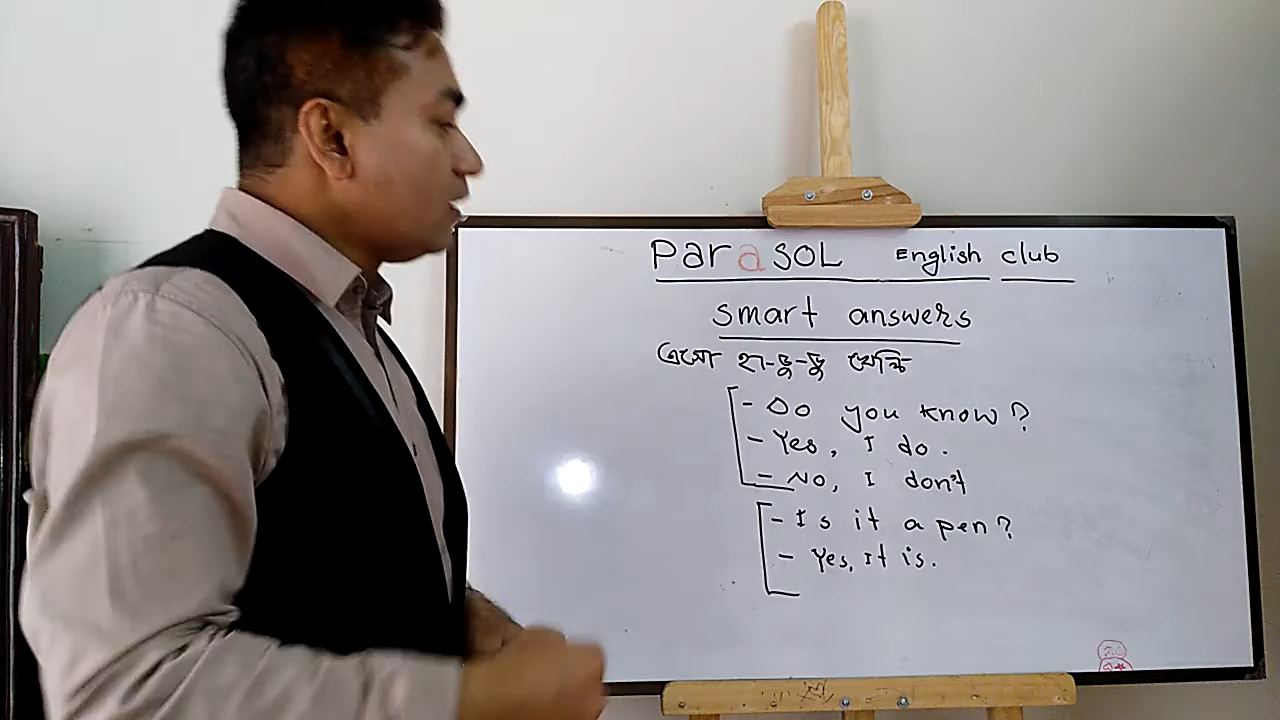 Parasol English club
smart answers
এসো হা-ডু-ডু খেলি
- Do you know?
- Yes, I do.
- No, I don't
- Is it a pen?
- Yes, It is.